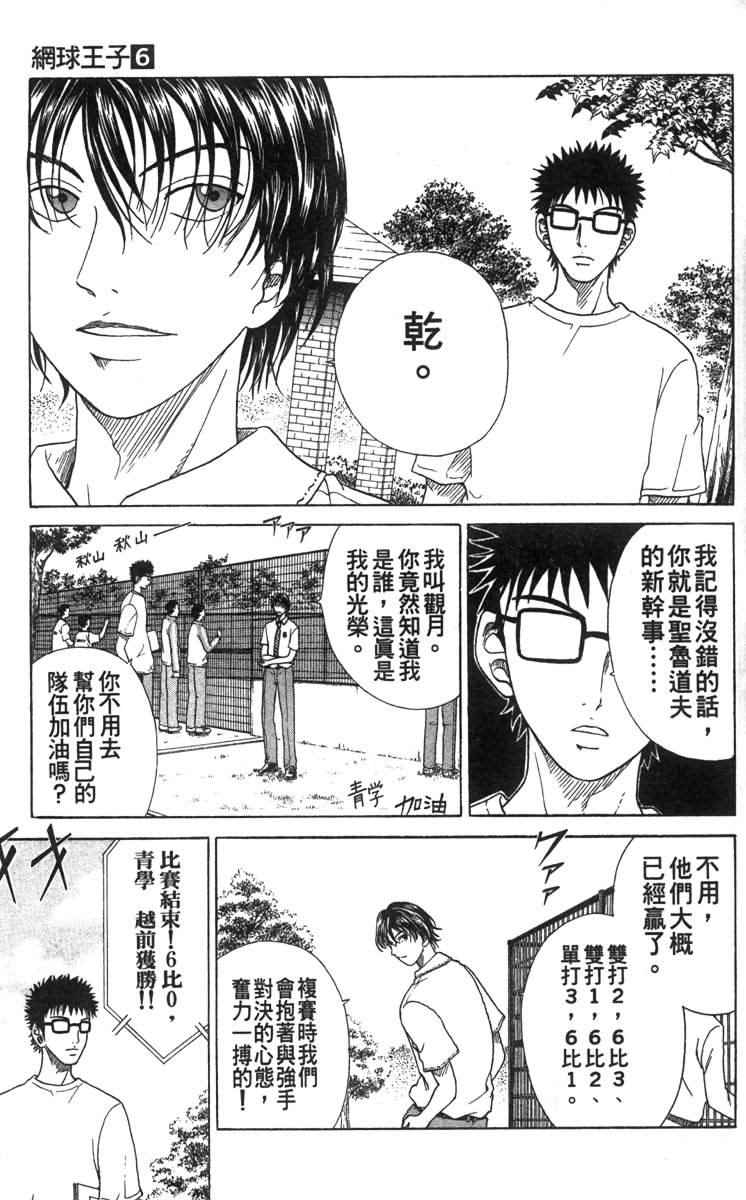 網球王子6
乾。
我記得沒錯的話，
你就是聖魯道夫
的新幹事……
我叫觀月。
你竟然知道我
是誰，這真是
我的光榮。
アァァ
秋山
秋山
你不用去
幫你們自己的
隊伍加油嗎？
青学
加油
不用，
他們大概
已經贏了。
雙打2，6比3、
雙打1，6比2、
單打3，6比1。
複賽時我們
會抱著與強手
對決的心態，
奮力一搏的！
比賽結束！6比0，
青學　越前獲勝！！